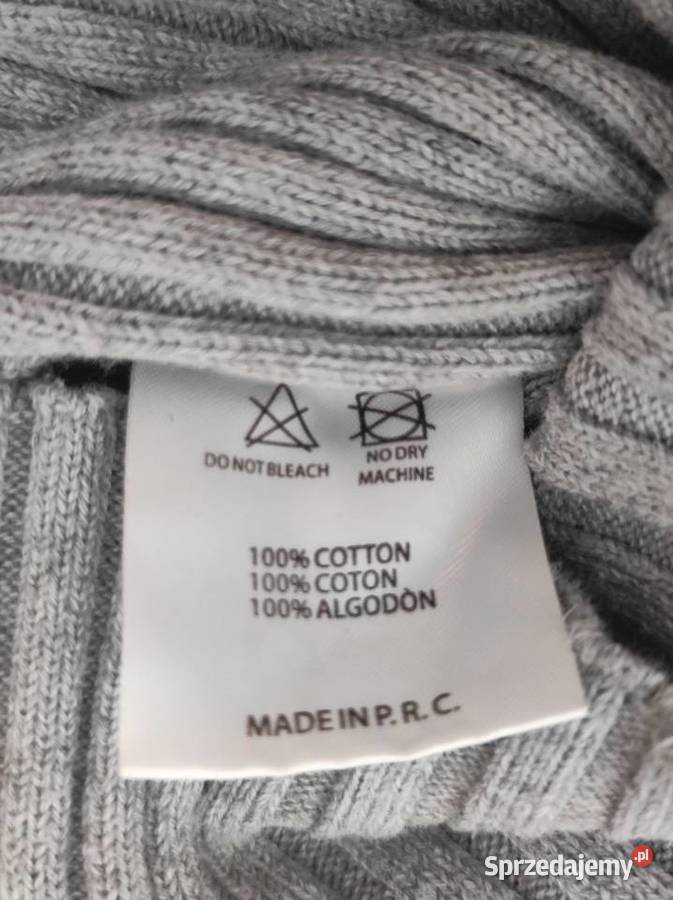 DO NOT BLEACH
NO DRY
MACHINE
100% COTTON
100% COTON
100% ALGODÒN
MADE IN P. R. C.
Sprzedajemy.pl